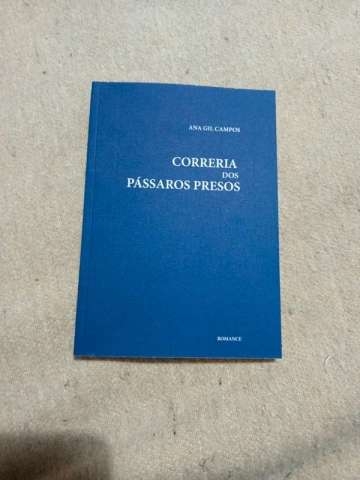 ANA GIL CAMPOS
CORRERIA
DOS
PÁSSAROS PRESOS
ROMANCE